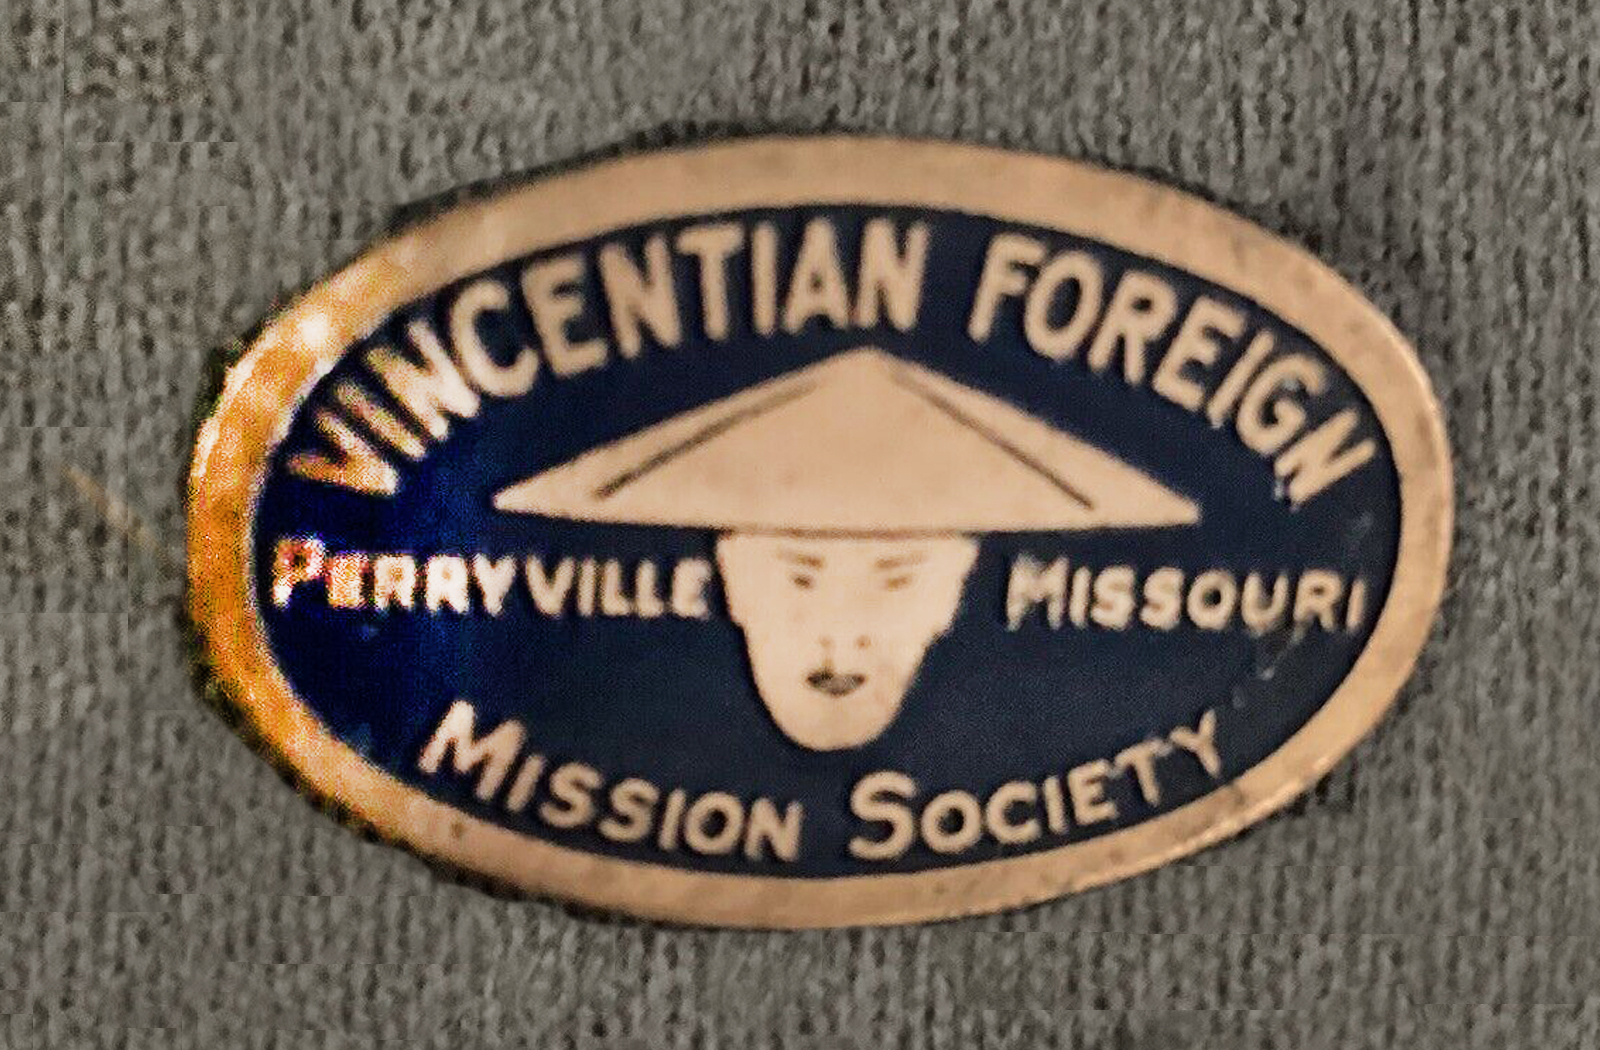 VINCENTIAN FOREIGN
PERRYVILLE MISSOURI
MISSION SOCIETY